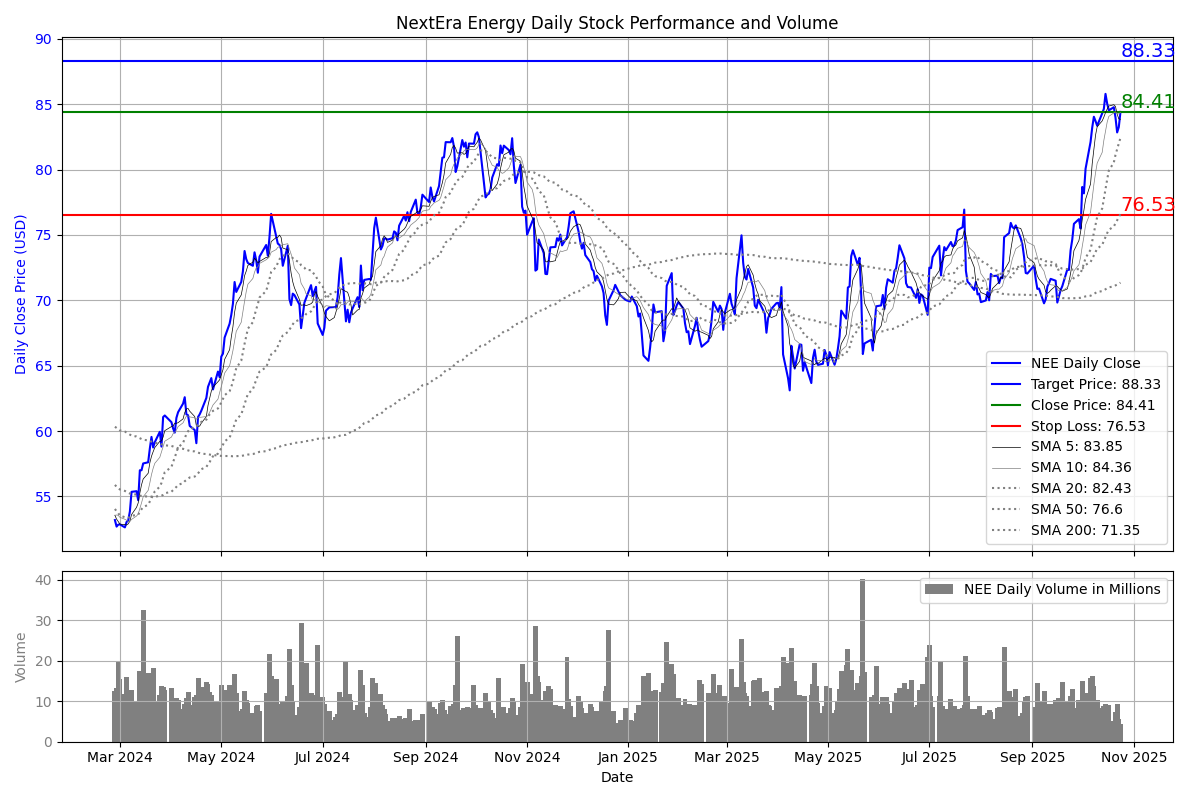 NextEra Energy Daily Stock Performance and Volume
90
85
80
75
70
65
60
55
Daily Close Price (USD)
88.33
84.41
76.53
NEE Daily Close
Target Price: 88.33
Close Price: 84.41
Stop Loss: 76.53
SMA 5: 83.85
SMA 10: 84.36
SMA 20: 82.43
SMA 50: 76.6
SMA 200: 71.35
40
30
20
10
0
Volume
NEE Daily Volume in Millions
Mar 2024 May 2024 Jul 2024 Sep 2024 Nov 2024 Jan 2025 Mar 2025 May 2025 Jul 2025 Sep 2025 Nov 2025
Date